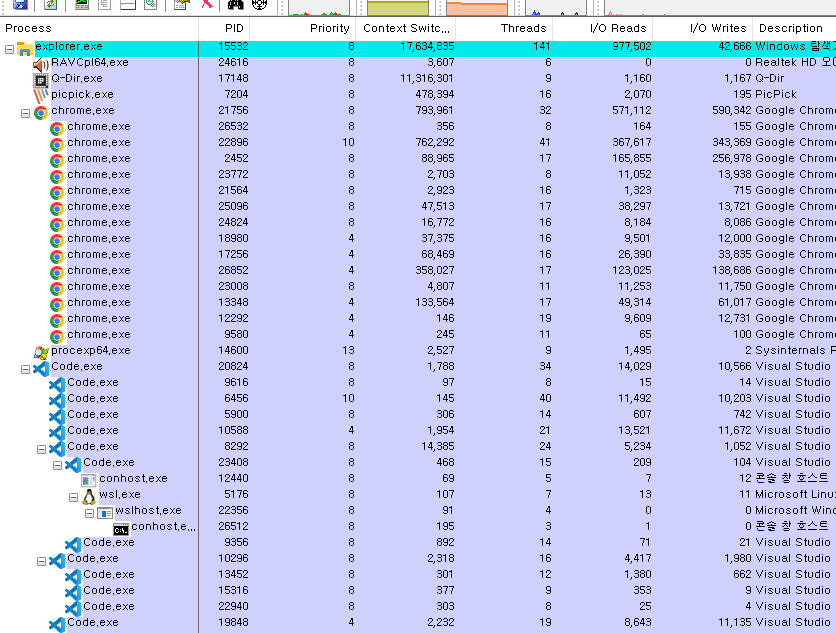 Process PID Priority Context Switc... Threads I/O Reads I/O Writes Description
explorer.exe 15532 8 17,634,835 141 977,502 42,666 Windows 탐색
RAVCpl64.exe 24616 8 3,607 6 0 0 Realtek HD 오
Q-Dir.exe 17148 8 11,316,301 9 1,160 1,167 Q-Dir
picpick.exe 7204 8 478,394 16 2,070 195 PicPick
chrome.exe 21756 8 793,961 32 571,112 590,342 Google Chrom
chrome.exe 26532 8 356 8 164 155 Google Chrom
chrome.exe 22896 10 762,292 41 367,617 343,369 Google Chrom
chrome.exe 2452 8 88,965 17 165,855 256,978 Google Chrom
chrome.exe 23772 8 2,703 8 11,052 13,938 Google Chrom
chrome.exe 21564 8 2,923 16 1,323 715 Google Chrom
chrome.exe 25096 8 47,513 17 38,297 13,721 Google Chrom
chrome.exe 24824 8 16,772 16 8,184 8,086 Google Chrom
chrome.exe 18980 4 37,375 16 9,501 12,000 Google Chrom
chrome.exe 17256 4 68,469 16 26,390 33,835 Google Chrom
chrome.exe 26852 4 358,027 17 123,025 138,686 Google Chrom
chrome.exe 23008 8 4,807 11 11,253 11,750 Google Chrom
chrome.exe 13348 4 133,564 17 49,314 61,017 Google Chrom
chrome.exe 12292 4 146 19 9,609 12,731 Google Chrom
chrome.exe 9580 4 245 11 65 100 Google Chrom
procexp64.exe 14600 13 2,527 9 1,495 2 Sysinternals P
Code.exe 20824 8 1,788 34 14,029 10,566 Visual Studio
Code.exe 9616 8 97 8 15 14 Visual Studio
Code.exe 6456 10 145 40 11,492 10,203 Visual Studio
Code.exe 5900 8 306 14 607 742 Visual Studio
Code.exe 10588 4 1,954 21 13,521 11,672 Visual Studio
Code.exe 8292 8 14,385 24 5,234 1,052 Visual Studio
Code.exe 23408 8 468 15 209 104 Visual Studio
conhost.exe 12440 8 69 5 7 12 콘솔 창 호스트
wsl.exe 5176 8 107 7 13 11 Microsoft Linu
wslhost.exe 22356 8 91 4 0 0 Microsoft Wind
conhost.e... 26512 8 195 3 1 0 콘솔 창 호스트
Code.exe 9356 8 892 14 71 21 Visual Studio
Code.exe 10296 8 2,318 16 4,417 1,980 Visual Studio
Code.exe 13452 8 301 12 1,380 662 Visual Studio
Code.exe 15316 8 377 9 353 9 Visual Studio
Code.exe 22940 8 303 8 25 4 Visual Studio
Code.exe 19848 4 2,232 19 8,643 11,135 Visual Studio